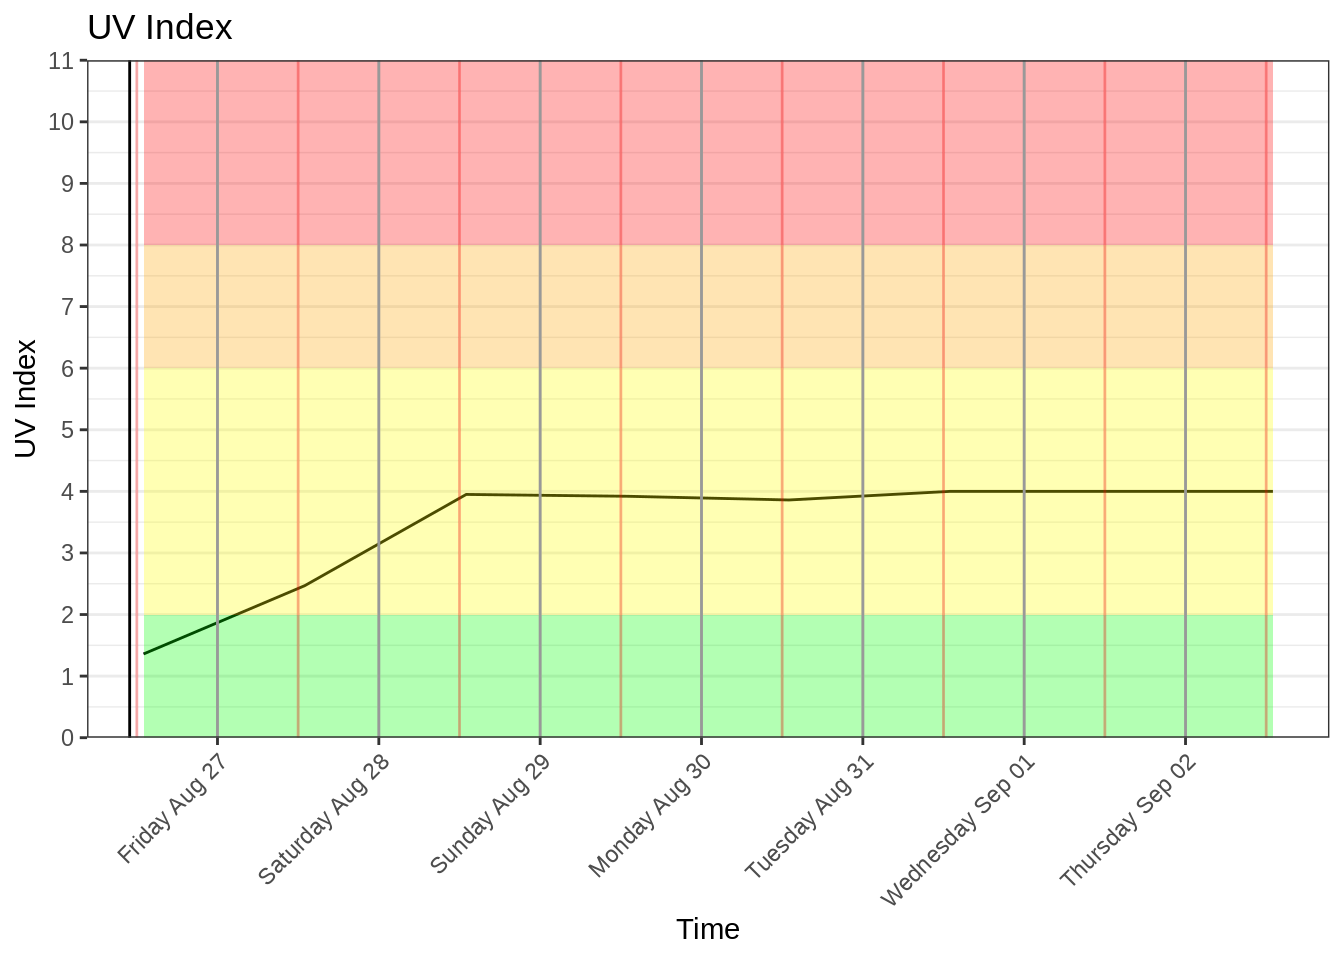 UV Index
11
10
9
8
7
6
5
4
3
2
1
0
UV Index
Friday Aug 27
Saturday Aug 28
Sunday Aug 29
Monday Aug 30
Tuesday Aug 31
Wednesday Sep 01
Thursday Sep 02
Time